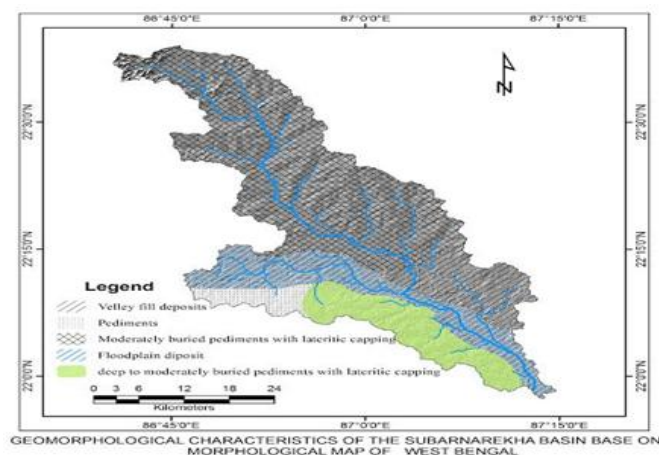 86°45'0"E 87°0'0"E 87°15'0"E
22°30'0"N 22°30'0"N
N
22°15'0"N 22°15'0"N
Legend
Velley fill deposits
Pediments
Moderately buried pediments with lateritic capping
Floodplain diposit
deep to moderately buried pediments with lateritic capping
22°0'0"N 22°0'0"N
0 3 6 12 18 24
Kilometers
86°45'0"E 87°0'0"E 87°15'0"E
GEOMORPHOLOGICAL CHARACTERISTICS OF THE SUBARNAREKHA BASIN BASE ON
MORPHOLOGICAL MAP OF WEST BENGAL